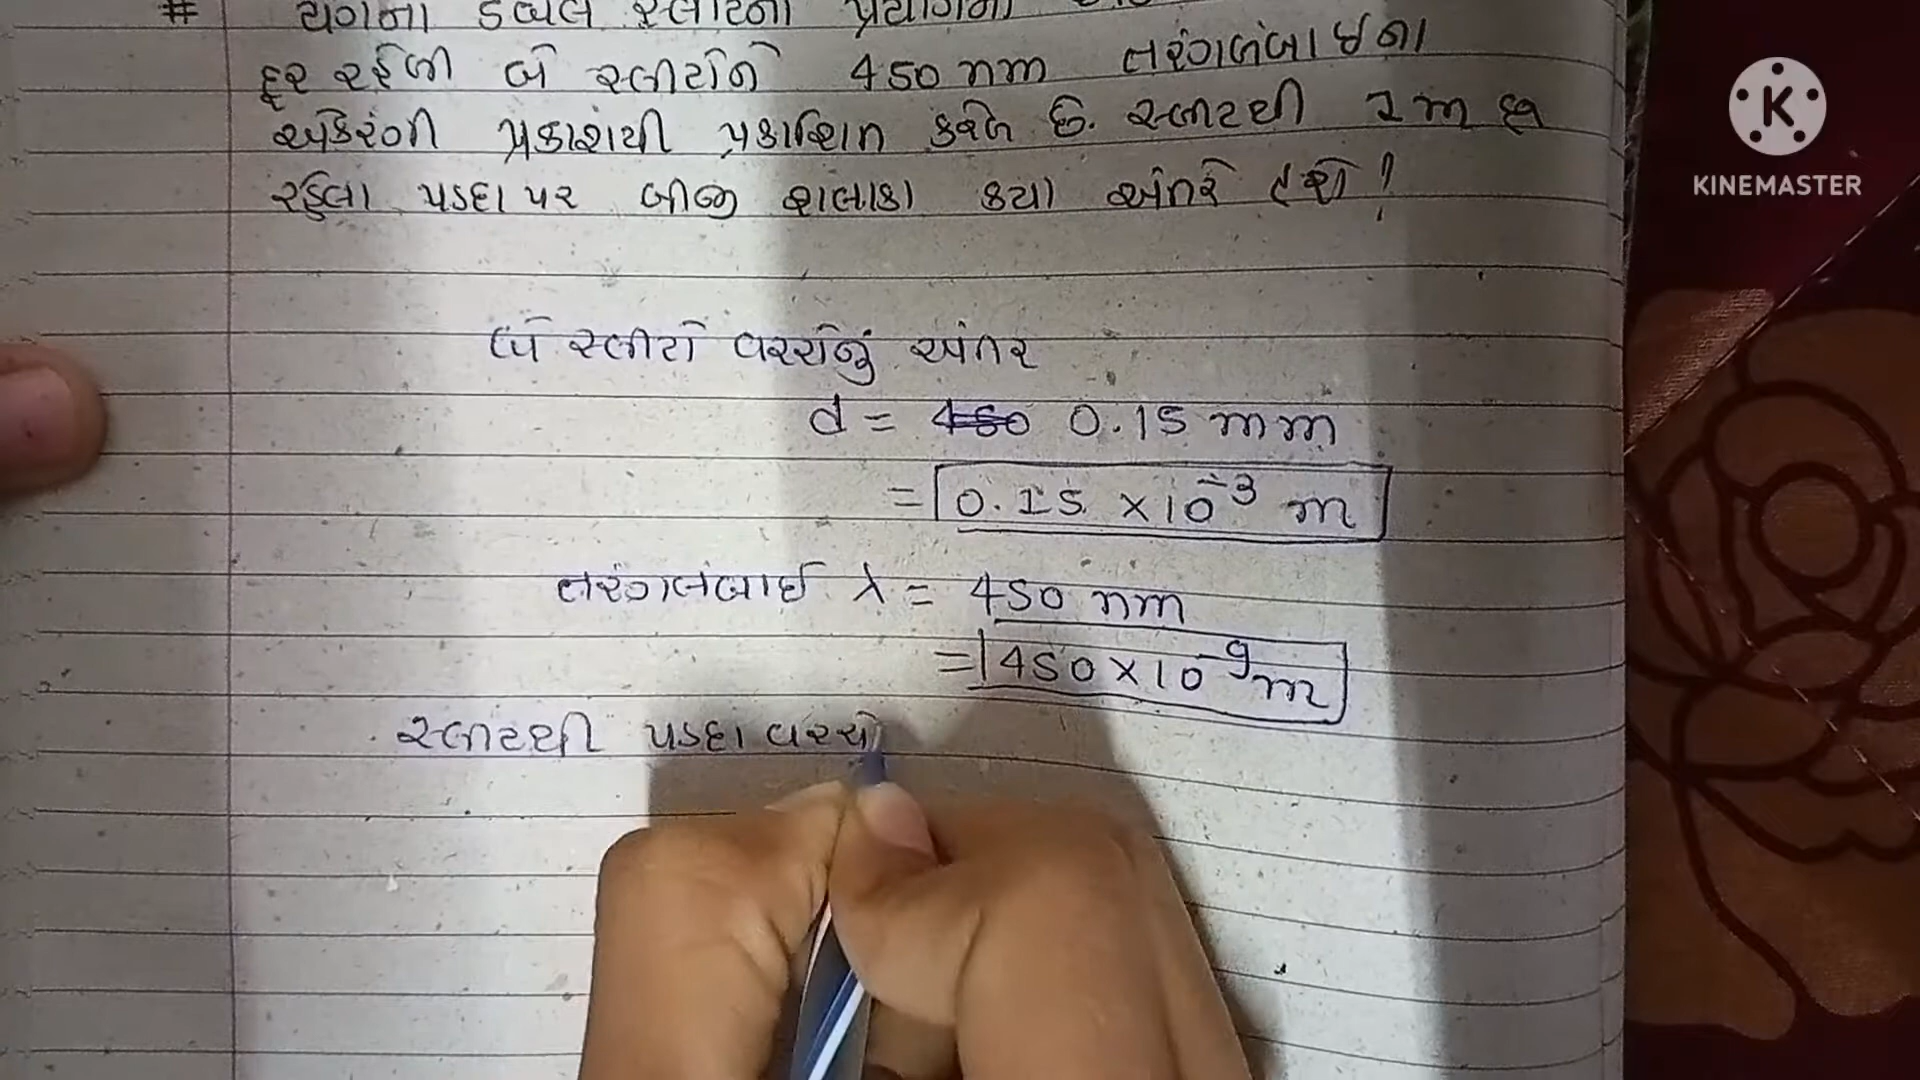 # યંગના ડબલ સ્લીટના પ્રયોગમાં
દૂર રહેલી બે સ્લીટોને 450 nm તરંગલંબાઇના
એકરંગી પ્રકાશથી પ્રકાશિત કરેલ છે. સ્લીટથી 2 m દૂર
રહેલા પડદા પર બીજી શલાકા કયા અંતરે હશે?
બે સ્લીટો વચ્ચેનું અંતર
d = 450 0.15 mm
= 0.15 ×10⁻³ m
તરંગલંબાઈ λ = 450 nm
= 450×10⁻⁹ m
સ્લીટથી પડદા વચ્ચે
KINEMASTER